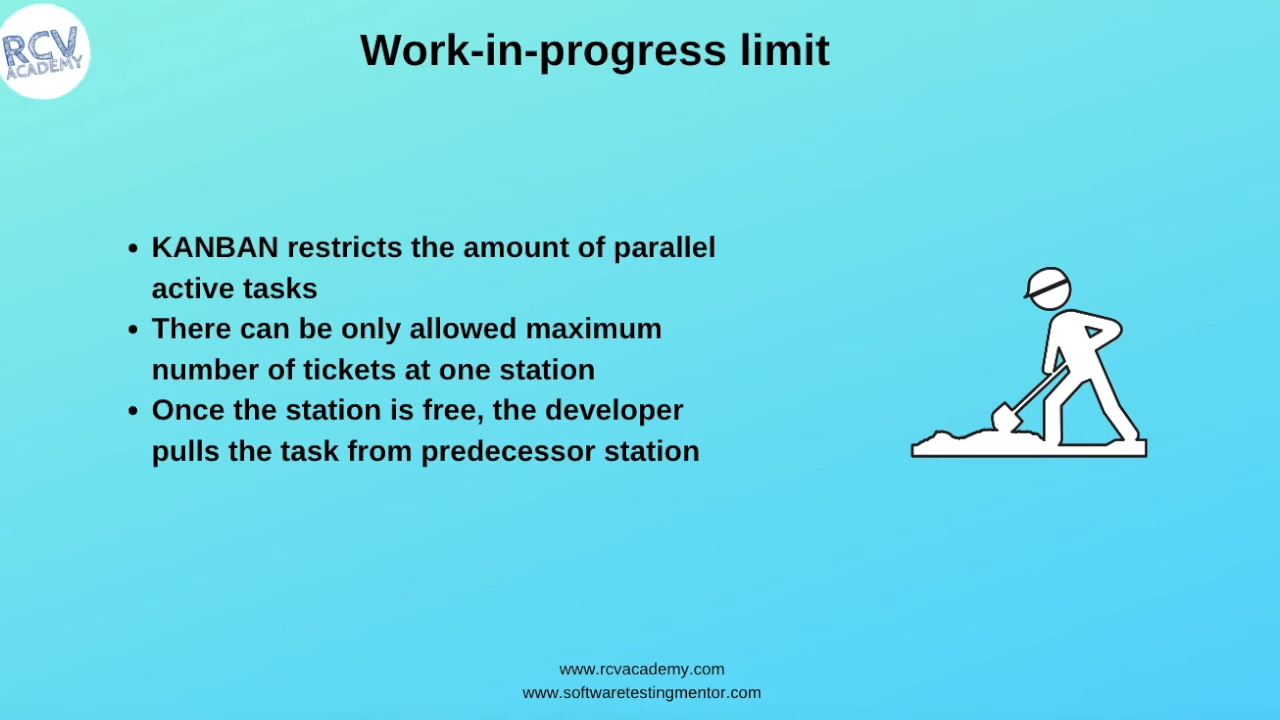 RCV
ACADEMY
Work-in-progress limit
• KANBAN restricts the amount of parallel
active tasks
• There can be only allowed maximum
number of tickets at one station
• Once the station is free, the developer
pulls the task from predecessor station
www.rcvacademy.com
www.softwaretestingmentor.com